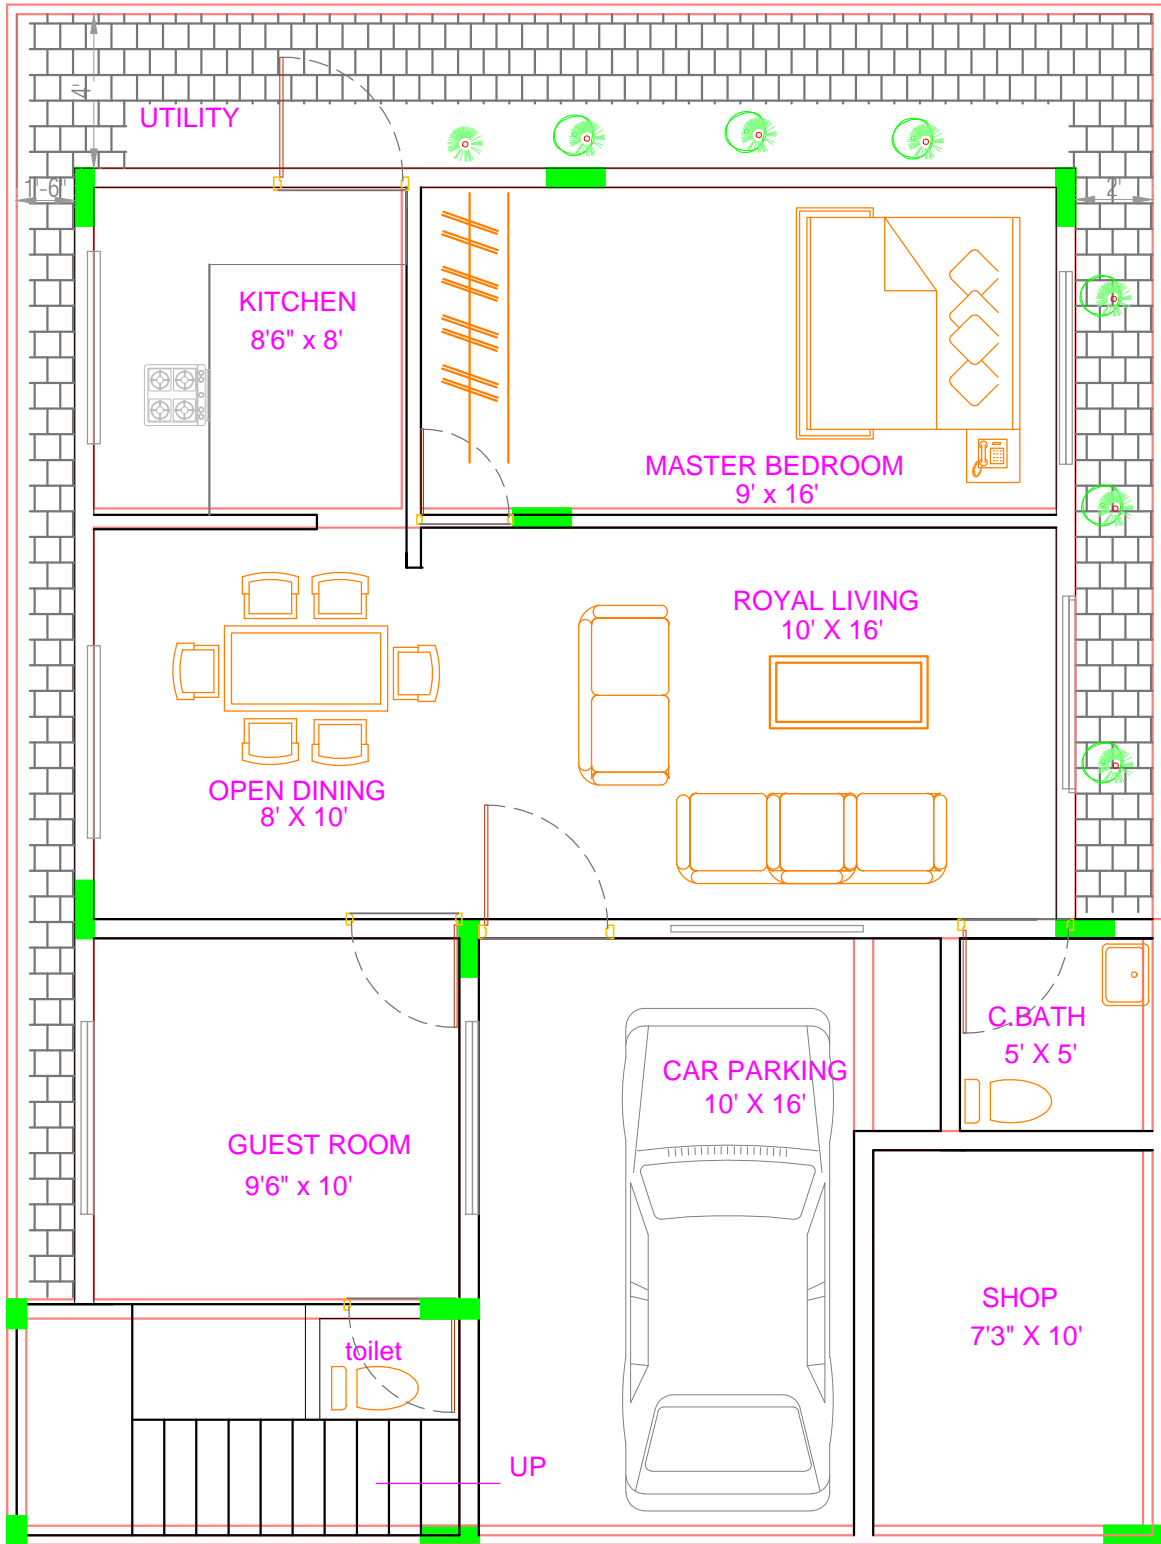 4'
UTILITY
1'-6"
2'
KITCHEN
8'6" x 8'
MASTER BEDROOM
9' x 16'
ROYAL LIVING
10' X 16'
OPEN DINING
8' X 10'
C.BATH
5' X 5'
CAR PARKING
10' X 16'
GUEST ROOM
9'6" x 10'
SHOP
7'3" X 10'
toilet
UP